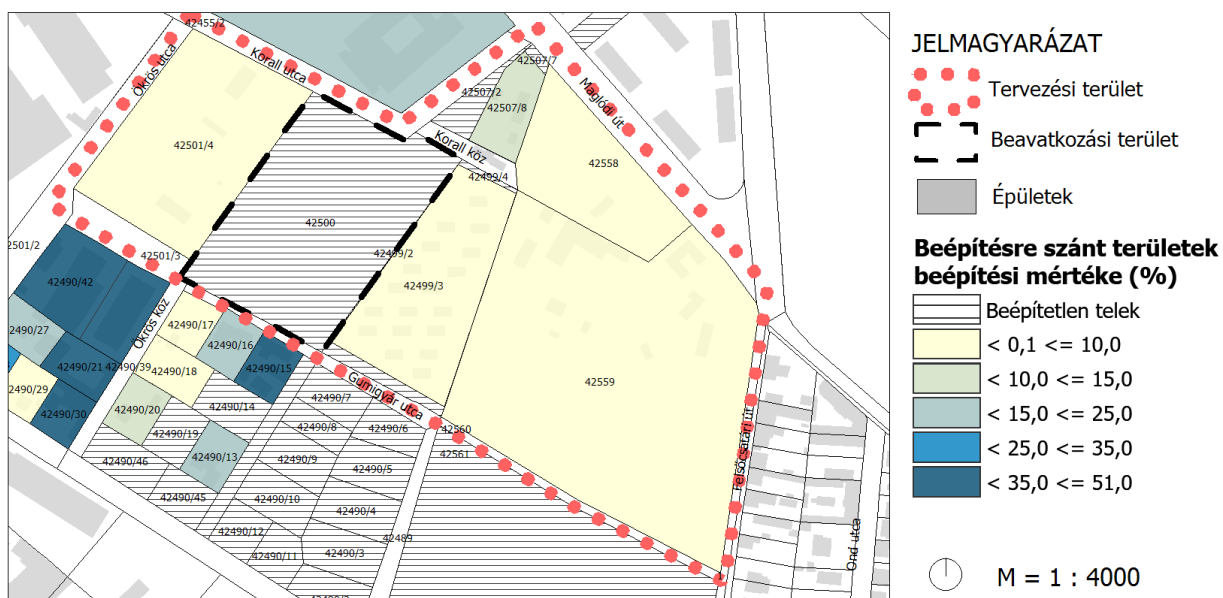 42455/2
Korall utca
Ökrös utca
42507/7
42507/2
42507/8
Maglódi út
42501/4
Korall köz
42499/4
42558
42500
42499/2
42499/3
42501/2
42501/3
42490/42
Ökrös köz
42490/27
42490/17
42490/16
42490/15
42490/21
42490/39
42490/18
42490/29
42490/30
42490/20
42490/14
42490/19
42490/13
42490/46
42490/45
Gumigyár utca
42490/7
42490/8
42490/6
42490/9
42490/5
42490/10
42490/4
42490/12
42490/11
42490/3
42489
42560
42561
42559
Felsőcsatári út
Ond utca
JELMAGYARÁZAT
Tervezési terület
Beavatkozási terület
Épületek
Beépítésre szánt területek
beépítési mértéke (%)
Beépítetlen telek
< 0,1 <= 10,0
< 10,0 <= 15,0
< 15,0 <= 25,0
< 25,0 <= 35,0
< 35,0 <= 51,0
M = 1 : 4000